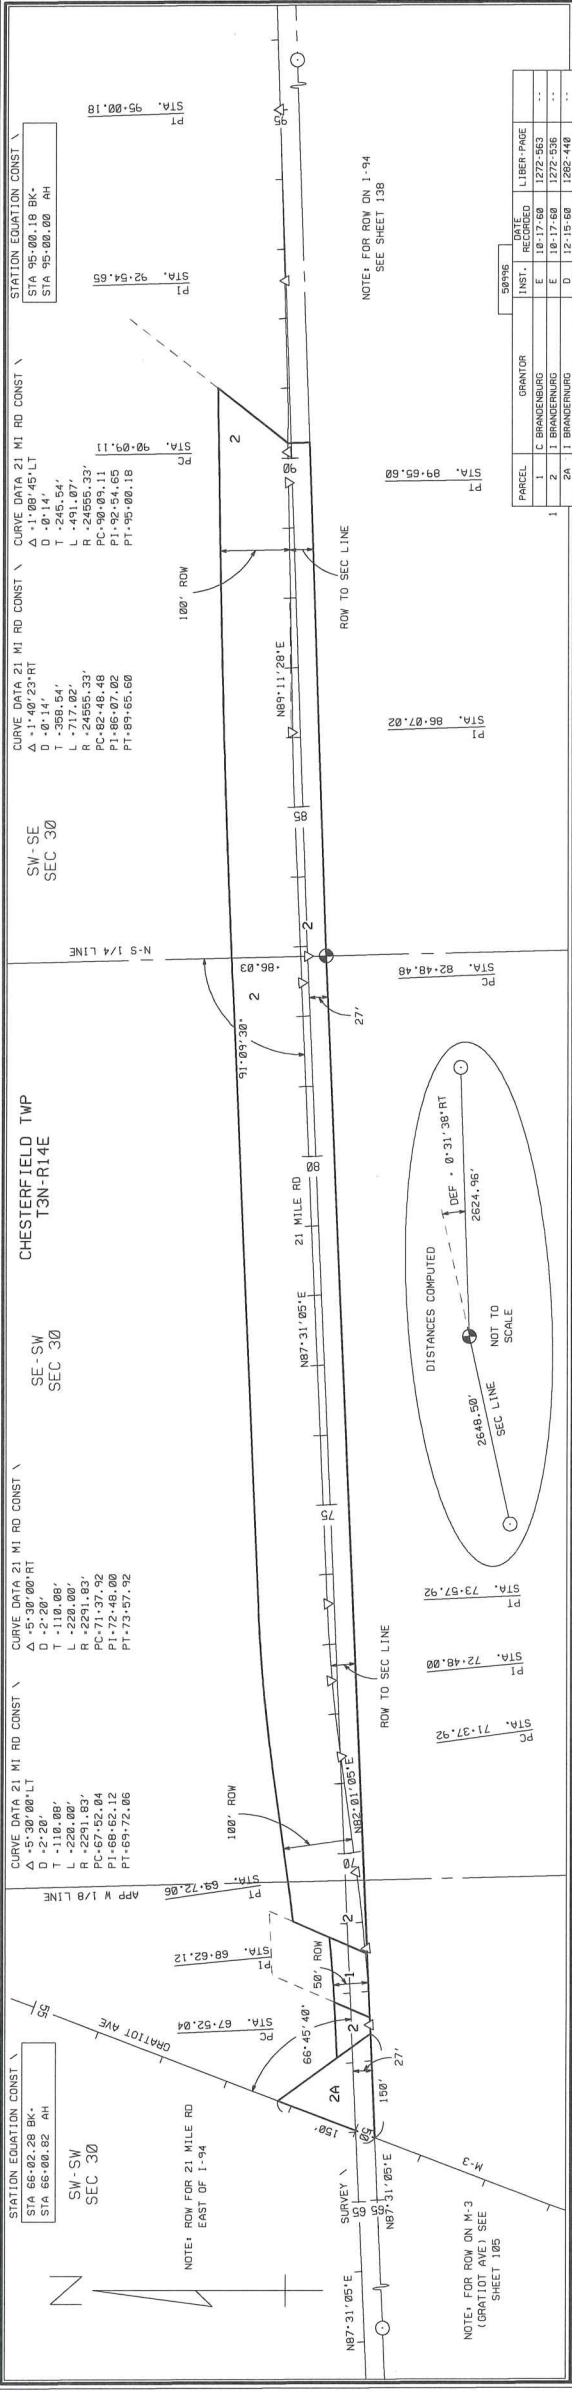 STATION EQUATION CONST \
STA 66+02.28 BK=
STA 66+00.82 AH
SW-SW
SEC 30
NOTE: ROW FOR 21 MILE RD
EAST OF I-94
N
N87°31'05"E
SURVEY \
65
65
N87°31'05"E
NOTE: FOR ROW ON M-3
(GRATIOT AVE) SEE
SHEET 105
M-3
50
150'
150'
27'
2A
55
GRATIOT AVE
66°45'40"
PC
STA. 67+52.04
PI
STA. 68+62.12
PT
STA. 69+72.06
50' ROW
1
2
2
APP W 1/8 LINE
100' ROW
70
N82°01'05"E
CURVE DATA 21 MI RD CONST \
Δ =5°30'00"LT
D =2°20'
T =110.08'
L =220.00'
R =2291.83'
PC=67+52.04
PI=68+62.12
PT=69+72.06
CURVE DATA 21 MI RD CONST \
Δ =5°30'00"RT
D =2°20'
T =110.08'
L =220.00'
R =2291.83'
PC=71+37.92
PI=72+48.00
PT=73+57.92
PC
STA. 71+37.92
PI
STA. 72+48.00
PT
STA. 73+57.92
ROW TO SEC LINE
75
SE-SW
SEC 30
CHESTERFIELD TWP
T3N-R14E
N87°31'05"E
21 MILE RD
80
DISTANCES COMPUTED
2648.50'
SEC LINE
NOT TO
SCALE
DEF = 0°31'38"RT
2624.96'
91°09'30"
27'
2
+86.03
N-S 1/4 LINE
2
PC
STA. 82+48.48
SW-SE
SEC 30
85
CURVE DATA 21 MI RD CONST \
Δ =1°40'23"RT
D =0°14'
T =358.54'
L =717.02'
R =24555.33'
PC=82+48.48
PI=86+07.02
PT=89+65.60
CURVE DATA 21 MI RD CONST \
Δ =1°08'45"LT
D =0°14'
T =245.54'
L =491.07'
R =24555.33'
PC=90+09.11
PI=92+54.65
PT=95+00.18
PI
STA. 86+07.02
N89°11'28"E
100' ROW
ROW TO SEC LINE
PT
STA. 89+65.60
90
2
PC
STA. 90+09.11
PI
STA. 92+54.65
PT
STA. 95+00.18
95
STATION EQUATION CONST \
STA 95+00.18 BK=
STA 95+00.00 AH
NOTE: FOR ROW ON I-94
SEE SHEET 138
50996
PARCEL GRANTOR INST. DATE RECORDED LIBER-PAGE
1 C BRANDENBURG E 10-17-60 1272-563 --
1 2 I BRANDERNURG E 10-17-60 1272-536 --
2A I BRANDERNURG D 12-15-60 1282-440 --